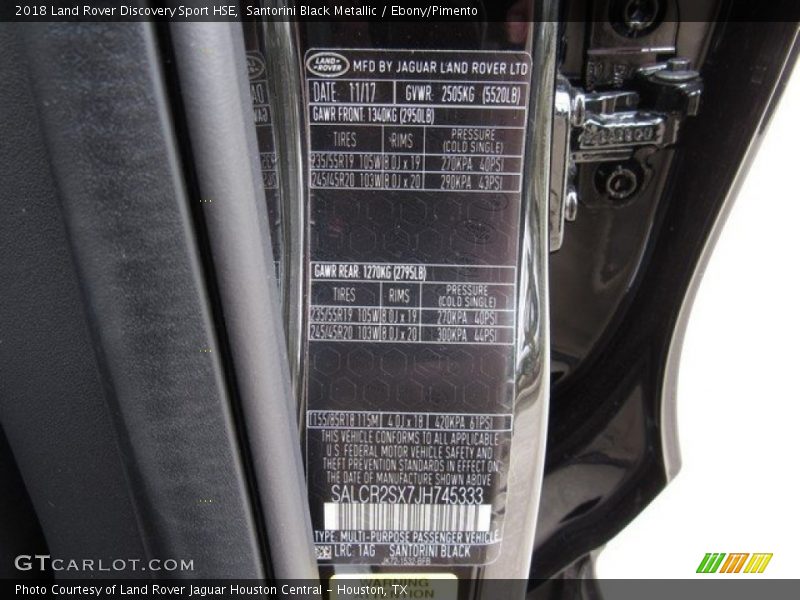 2018 Land Rover Discovery Sport HSE, Santorini Black Metallic / Ebony/Pimento
LAND ROVER MFD BY JAGUAR LAND ROVER LTD
DATE: 11/17 GVWR: 2505KG (5520LB)
GAWR FRONT: 1340KG (2950LB)
TIRES RIMS PRESSURE (COLD SINGLE)
235/55R19 105W 8.0J x 19 270KPA 40PSI
245/45R20 103W 8.0J x 20 290KPA 43PSI
GAWR REAR: 1270KG (2795LB)
TIRES RIMS PRESSURE (COLD SINGLE)
235/55R19 105W 8.0J x 19 270KPA 40PSI
245/45R20 103W 8.0J x 20 300KPA 44PSI
T155/85R18 115M 4.0J x 18 420KPA 61PSI
THIS VEHICLE CONFORMS TO ALL APPLICABLE
U.S. FEDERAL MOTOR VEHICLE SAFETY AND
THEFT PREVENTION STANDARDS IN EFFECT ON
THE DATE OF MANUFACTURE SHOWN ABOVE
SALCR2SX7JH745333
TYPE: MULTI-PURPOSE PASSENGER VEHICLE
LRC: 1AG SANTORINI BLACK
WARNING
GTCARLOT.COM
Photo Courtesy of Land Rover Jaguar Houston Central – Houston, TX